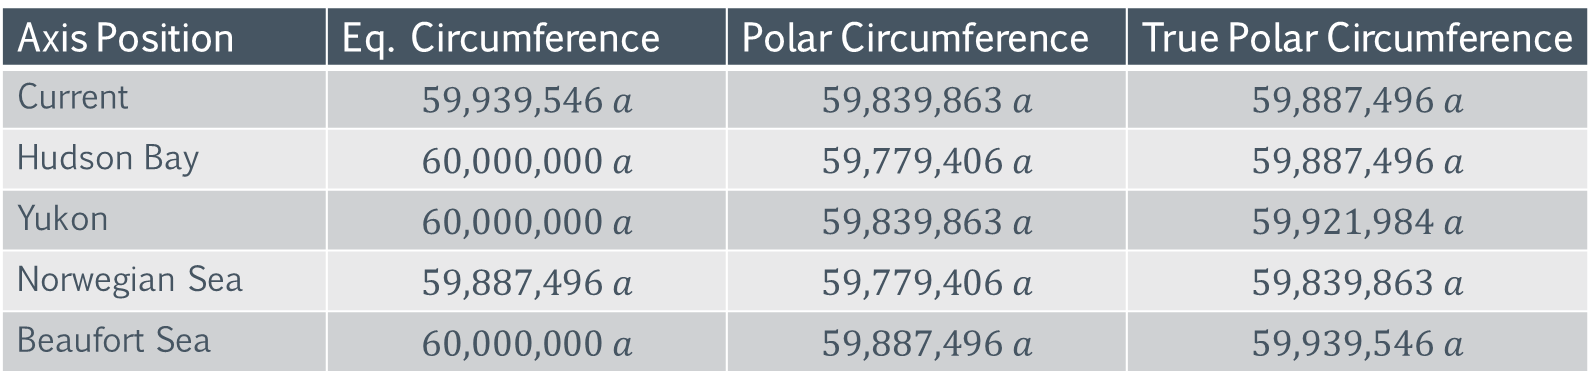 Axis Position Eq. Circumference Polar Circumference True Polar Circumference
Current 59,939,546 a 59,839,863 a 59,887,496 a
Hudson Bay 60,000,000 a 59,779,406 a 59,887,496 a
Yukon 60,000,000 a 59,839,863 a 59,921,984 a
Norwegian Sea 59,887,496 a 59,779,406 a 59,839,863 a
Beaufort Sea 60,000,000 a 59,887,496 a 59,939,546 a